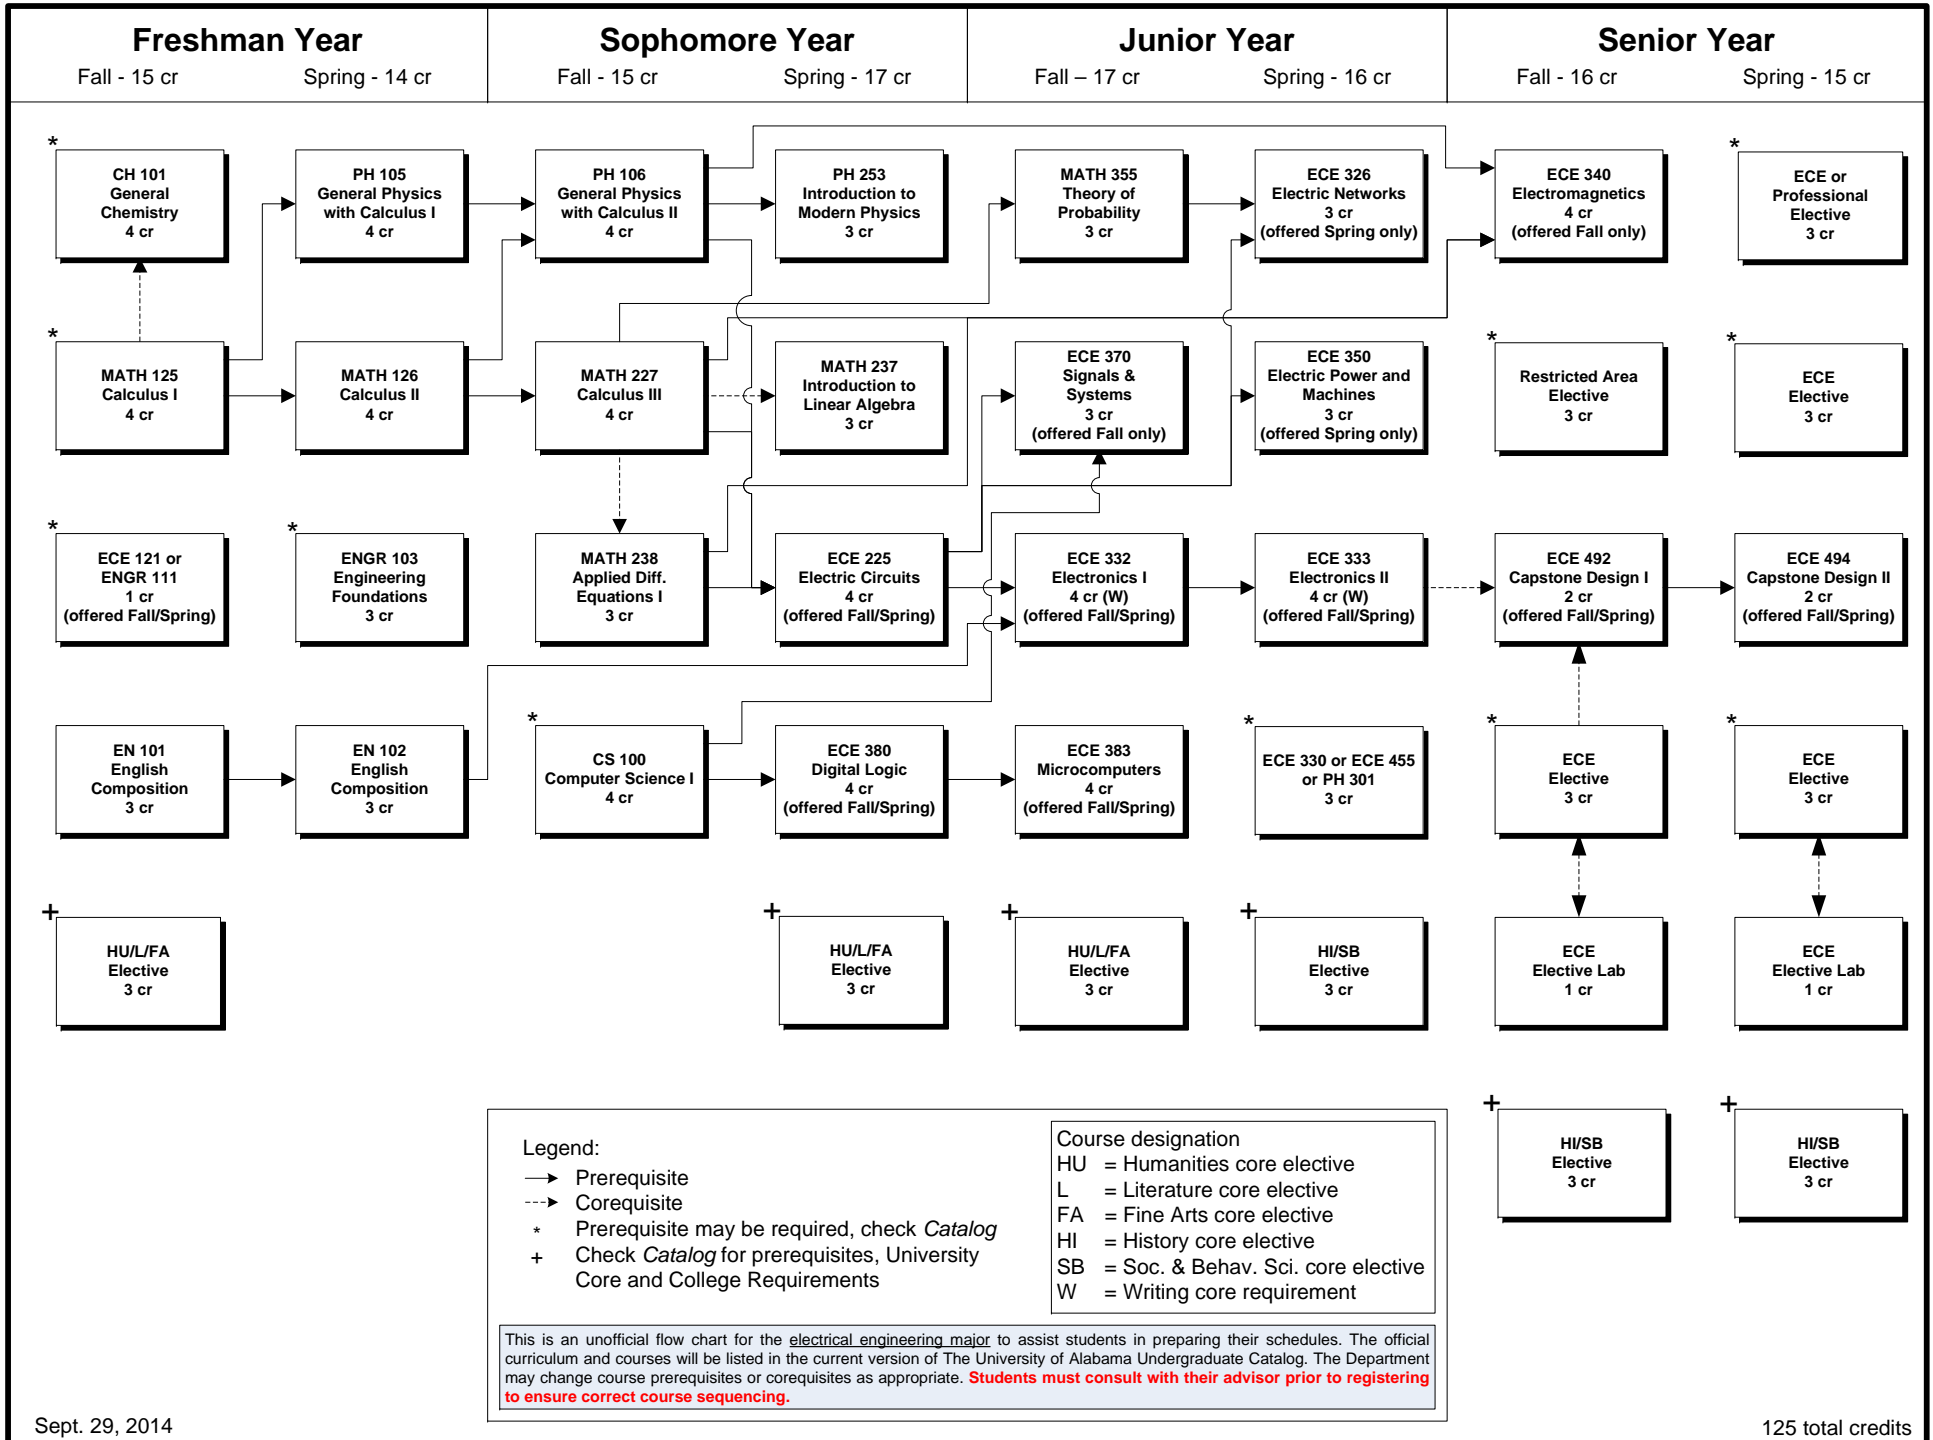 Freshman Year
Fall - 15 cr
Spring - 14 cr
Sophomore Year
Fall - 15 cr
Spring - 17 cr
Junior Year
Fall – 17 cr
Spring - 16 cr
Senior Year
Fall - 16 cr
Spring - 15 cr
*
CH 101
General
Chemistry
4 cr
PH 105
General Physics
with Calculus I
4 cr
PH 106
General Physics
with Calculus II
4 cr
PH 253
Introduction to
Modern Physics
3 cr
MATH 355
Theory of
Probability
3 cr
ECE 326
Electric Networks
3 cr
(offered Spring only)
ECE 340
Electromagnetics
4 cr
(offered Fall only)
*
ECE or
Professional
Elective
3 cr
*
MATH 125
Calculus I
4 cr
MATH 126
Calculus II
4 cr
MATH 227
Calculus III
4 cr
MATH 237
Introduction to
Linear Algebra
3 cr
ECE 370
Signals &
Systems
3 cr
(offered Fall only)
ECE 350
Electric Power and
Machines
3 cr
(offered Spring only)
*
Restricted Area
Elective
3 cr
*
ECE
Elective
3 cr
*
ECE 121 or
ENGR 111
1 cr
(offered Fall/Spring)
*
ENGR 103
Engineering
Foundations
3 cr
MATH 238
Applied Diff.
Equations I
3 cr
ECE 225
Electric Circuits
4 cr
(offered Fall/Spring)
ECE 332
Electronics I
4 cr (W)
(offered Fall/Spring)
ECE 333
Electronics II
4 cr (W)
(offered Fall/Spring)
ECE 492
Capstone Design I
2 cr
(offered Fall/Spring)
ECE 494
Capstone Design II
2 cr
(offered Fall/Spring)
EN 101
English
Composition
3 cr
EN 102
English
Composition
3 cr
*
CS 100
Computer Science I
4 cr
ECE 380
Digital Logic
4 cr
(offered Fall/Spring)
ECE 383
Microcomputers
4 cr
(offered Fall/Spring)
*
ECE 330 or ECE 455
or PH 301
3 cr
*
ECE
Elective
3 cr
*
ECE
Elective
3 cr
+
HU/L/FA
Elective
3 cr
+
HU/L/FA
Elective
3 cr
+
HU/L/FA
Elective
3 cr
+
HI/SB
Elective
3 cr
ECE
Elective Lab
1 cr
ECE
Elective Lab
1 cr
+
HI/SB
Elective
3 cr
+
HI/SB
Elective
3 cr
Legend:
Prerequisite
Corequisite
* Prerequisite may be required, check Catalog
+ Check Catalog for prerequisites, University
Core and College Requirements
Course designation
HU = Humanities core elective
L = Literature core elective
FA = Fine Arts core elective
HI = History core elective
SB = Soc. & Behav. Sci. core elective
W = Writing core requirement
This is an unofficial flow chart for the electrical engineering major to assist students in preparing their schedules. The official
curriculum and courses will be listed in the current version of The University of Alabama Undergraduate Catalog. The Department
may change course prerequisites or corequisites as appropriate. Students must consult with their advisor prior to registering
to ensure correct course sequencing.
Sept. 29, 2014
125 total credits